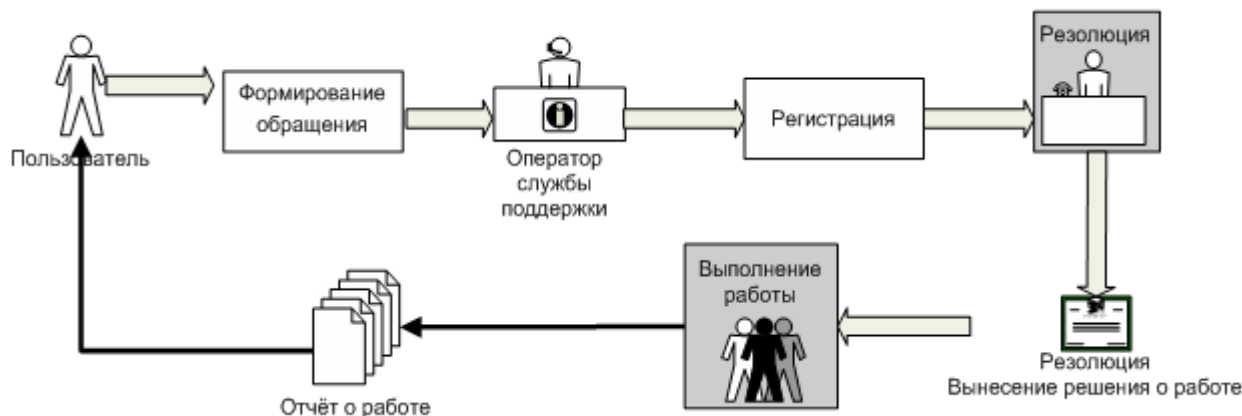 Пользователь
Формирование
обращения
Оператор
службы
поддержки
Регистрация
Резолюция
Резолюция
Вынесение решения о работе
Выполнение
работы
Отчёт о работе